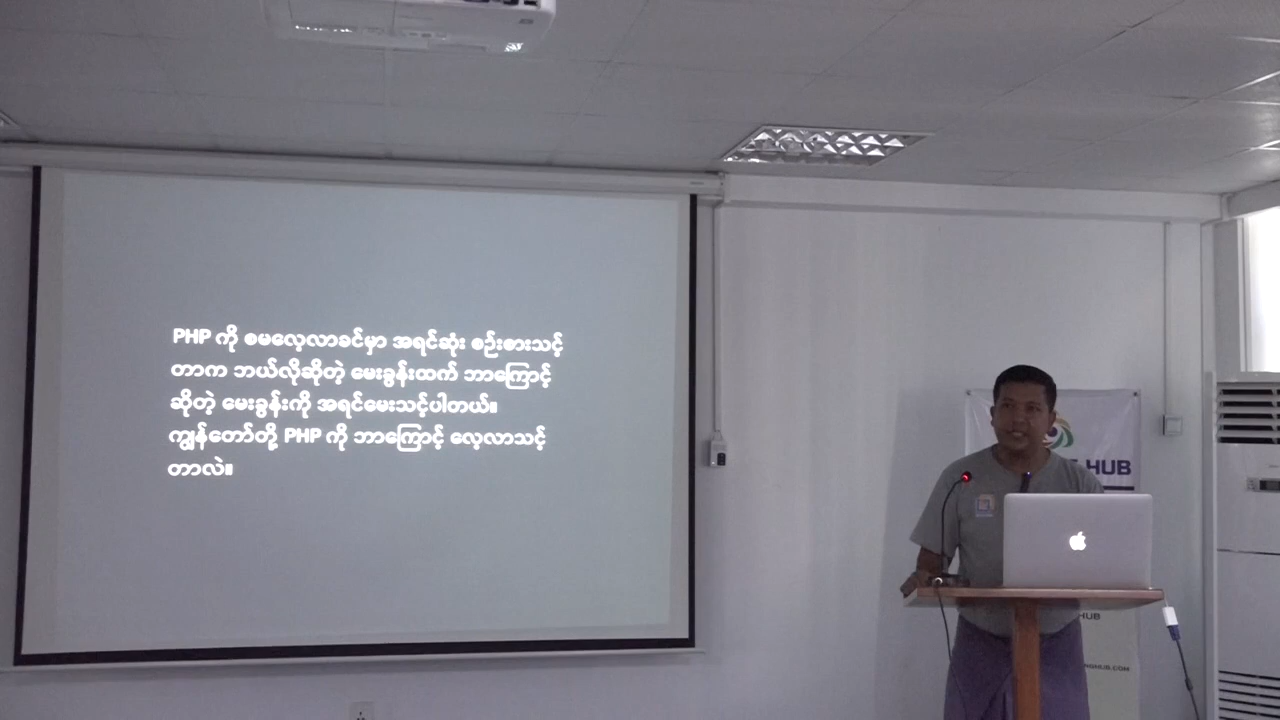 PHP ကို စမလေ့လာခင်မှာ အရင်ဆုံး စဉ်းစားသင့်
တာက ဘယ်လိုဆိုတဲ့ မေးခွန်းထက် ဘာကြောင့်
ဆိုတဲ့ မေးခွန်းကို အရင်မေးသင့်ပါတယ်။
ကျွန်တော်တို့ PHP ကို ဘာကြောင့် လေ့လာသင့်
တာလဲ။
HUB
HUB